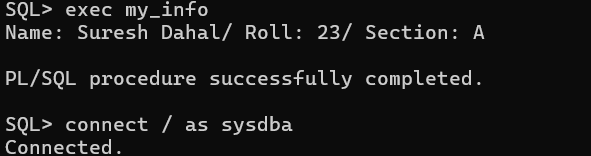 SQL> exec my_info
Name: Suresh Dahal/ Roll: 23/ Section: A
PL/SQL procedure successfully completed.
SQL> connect / as sysdba
Connected.